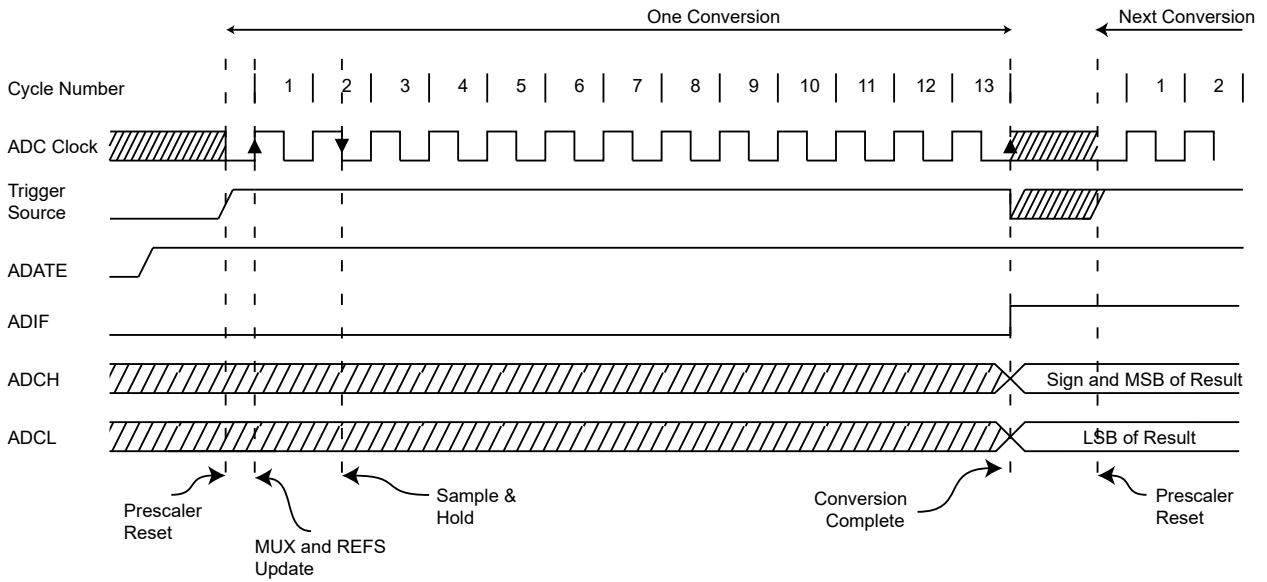 One Conversion
Next Conversion
Cycle Number
1 2 3 4 5 6 7 8 9 10 11 12 13 1 2
ADC Clock
Trigger
Source
ADATE
ADIF
ADCH
Sign and MSB of Result
ADCL
LSB of Result
Prescaler
Reset
MUX and REFS
Update
Sample &
Hold
Conversion
Complete
Prescaler
Reset